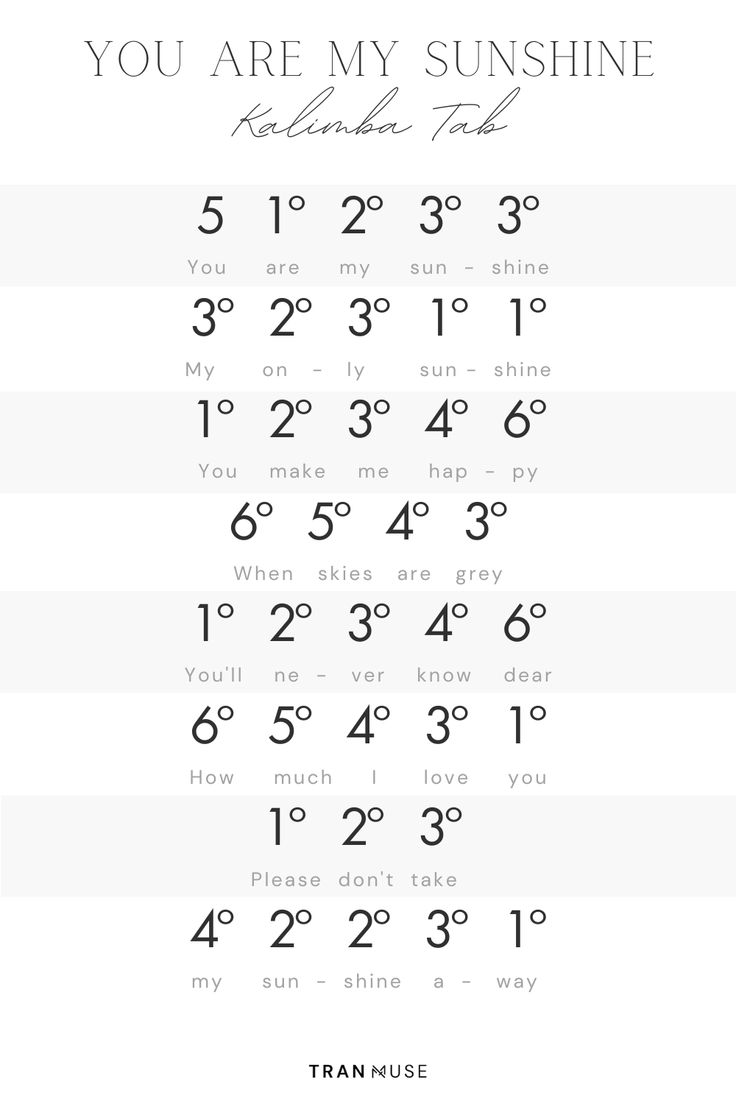 YOU ARE MY SUNSHINE
Kalimba Tab
5 1° 2° 3° 3°
You are my sun - shine
3° 2° 3° 1° 1°
My on - ly sun - shine
1° 2° 3° 4° 6°
You make me hap - py
6° 5° 4° 3°
When skies are grey
1° 2° 3° 4° 6°
You'll ne - ver know dear
6° 5° 4° 3° 1°
How much I love you
1° 2° 3°
Please don't take
4° 2° 2° 3° 1°
my sun - shine a - way
TRAN MUSE